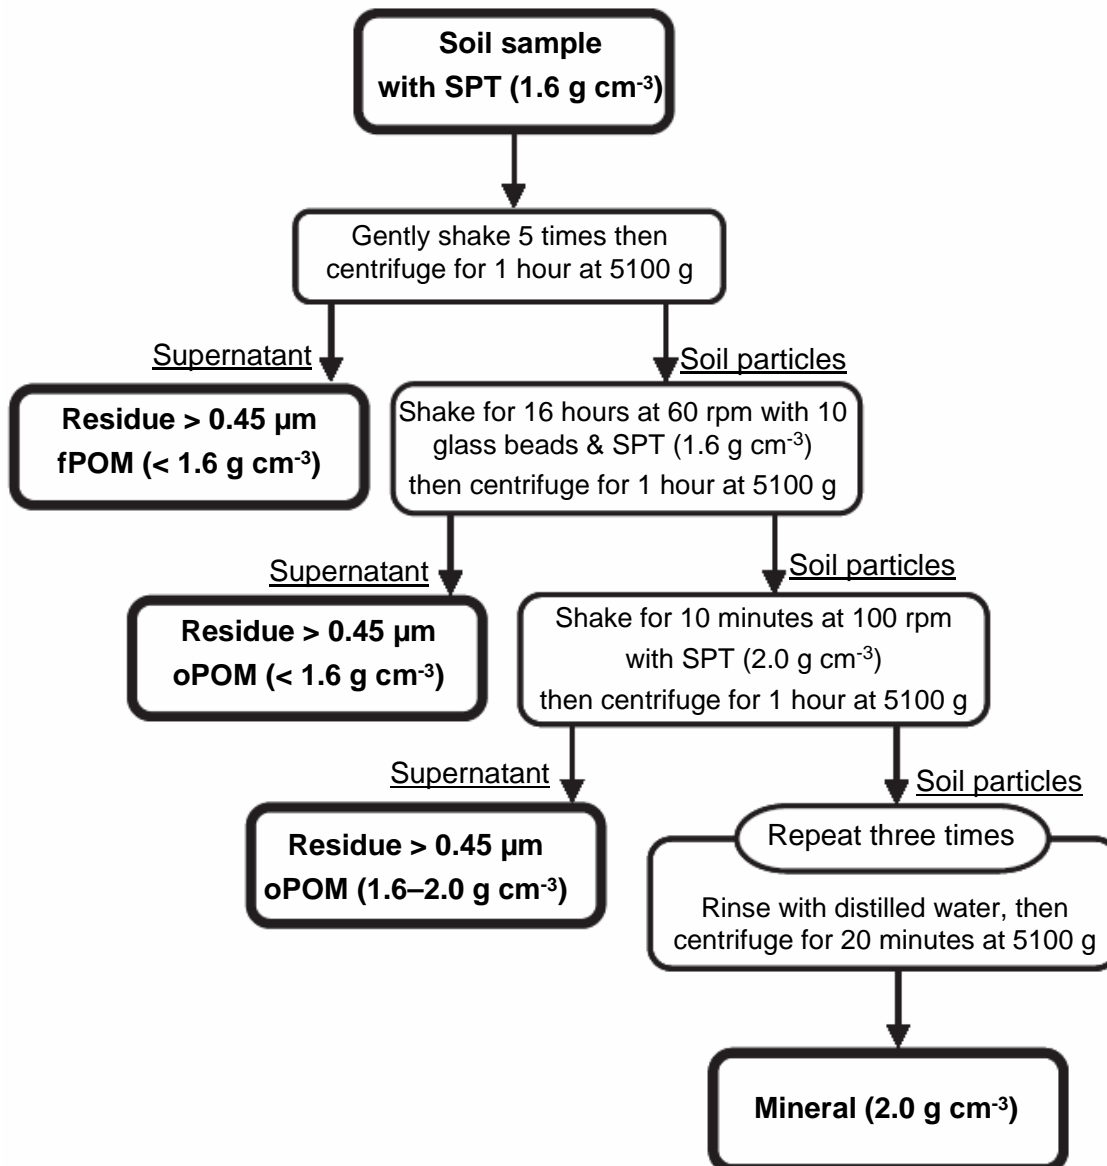 Soil sample
with SPT (1.6 g cm⁻³)
Gently shake 5 times then
centrifuge for 1 hour at 5100 g
Supernatant
Soil particles
Residue > 0.45 µm
fPOM (< 1.6 g cm⁻³)
Shake for 16 hours at 60 rpm with 10
glass beads & SPT (1.6 g cm⁻³)
then centrifuge for 1 hour at 5100 g
Supernatant
Soil particles
Residue > 0.45 µm
oPOM (< 1.6 g cm⁻³)
Shake for 10 minutes at 100 rpm
with SPT (2.0 g cm⁻³)
then centrifuge for 1 hour at 5100 g
Supernatant
Soil particles
Residue > 0.45 µm
oPOM (1.6–2.0 g cm⁻³)
Repeat three times
Rinse with distilled water, then
centrifuge for 20 minutes at 5100 g
Mineral (2.0 g cm⁻³)